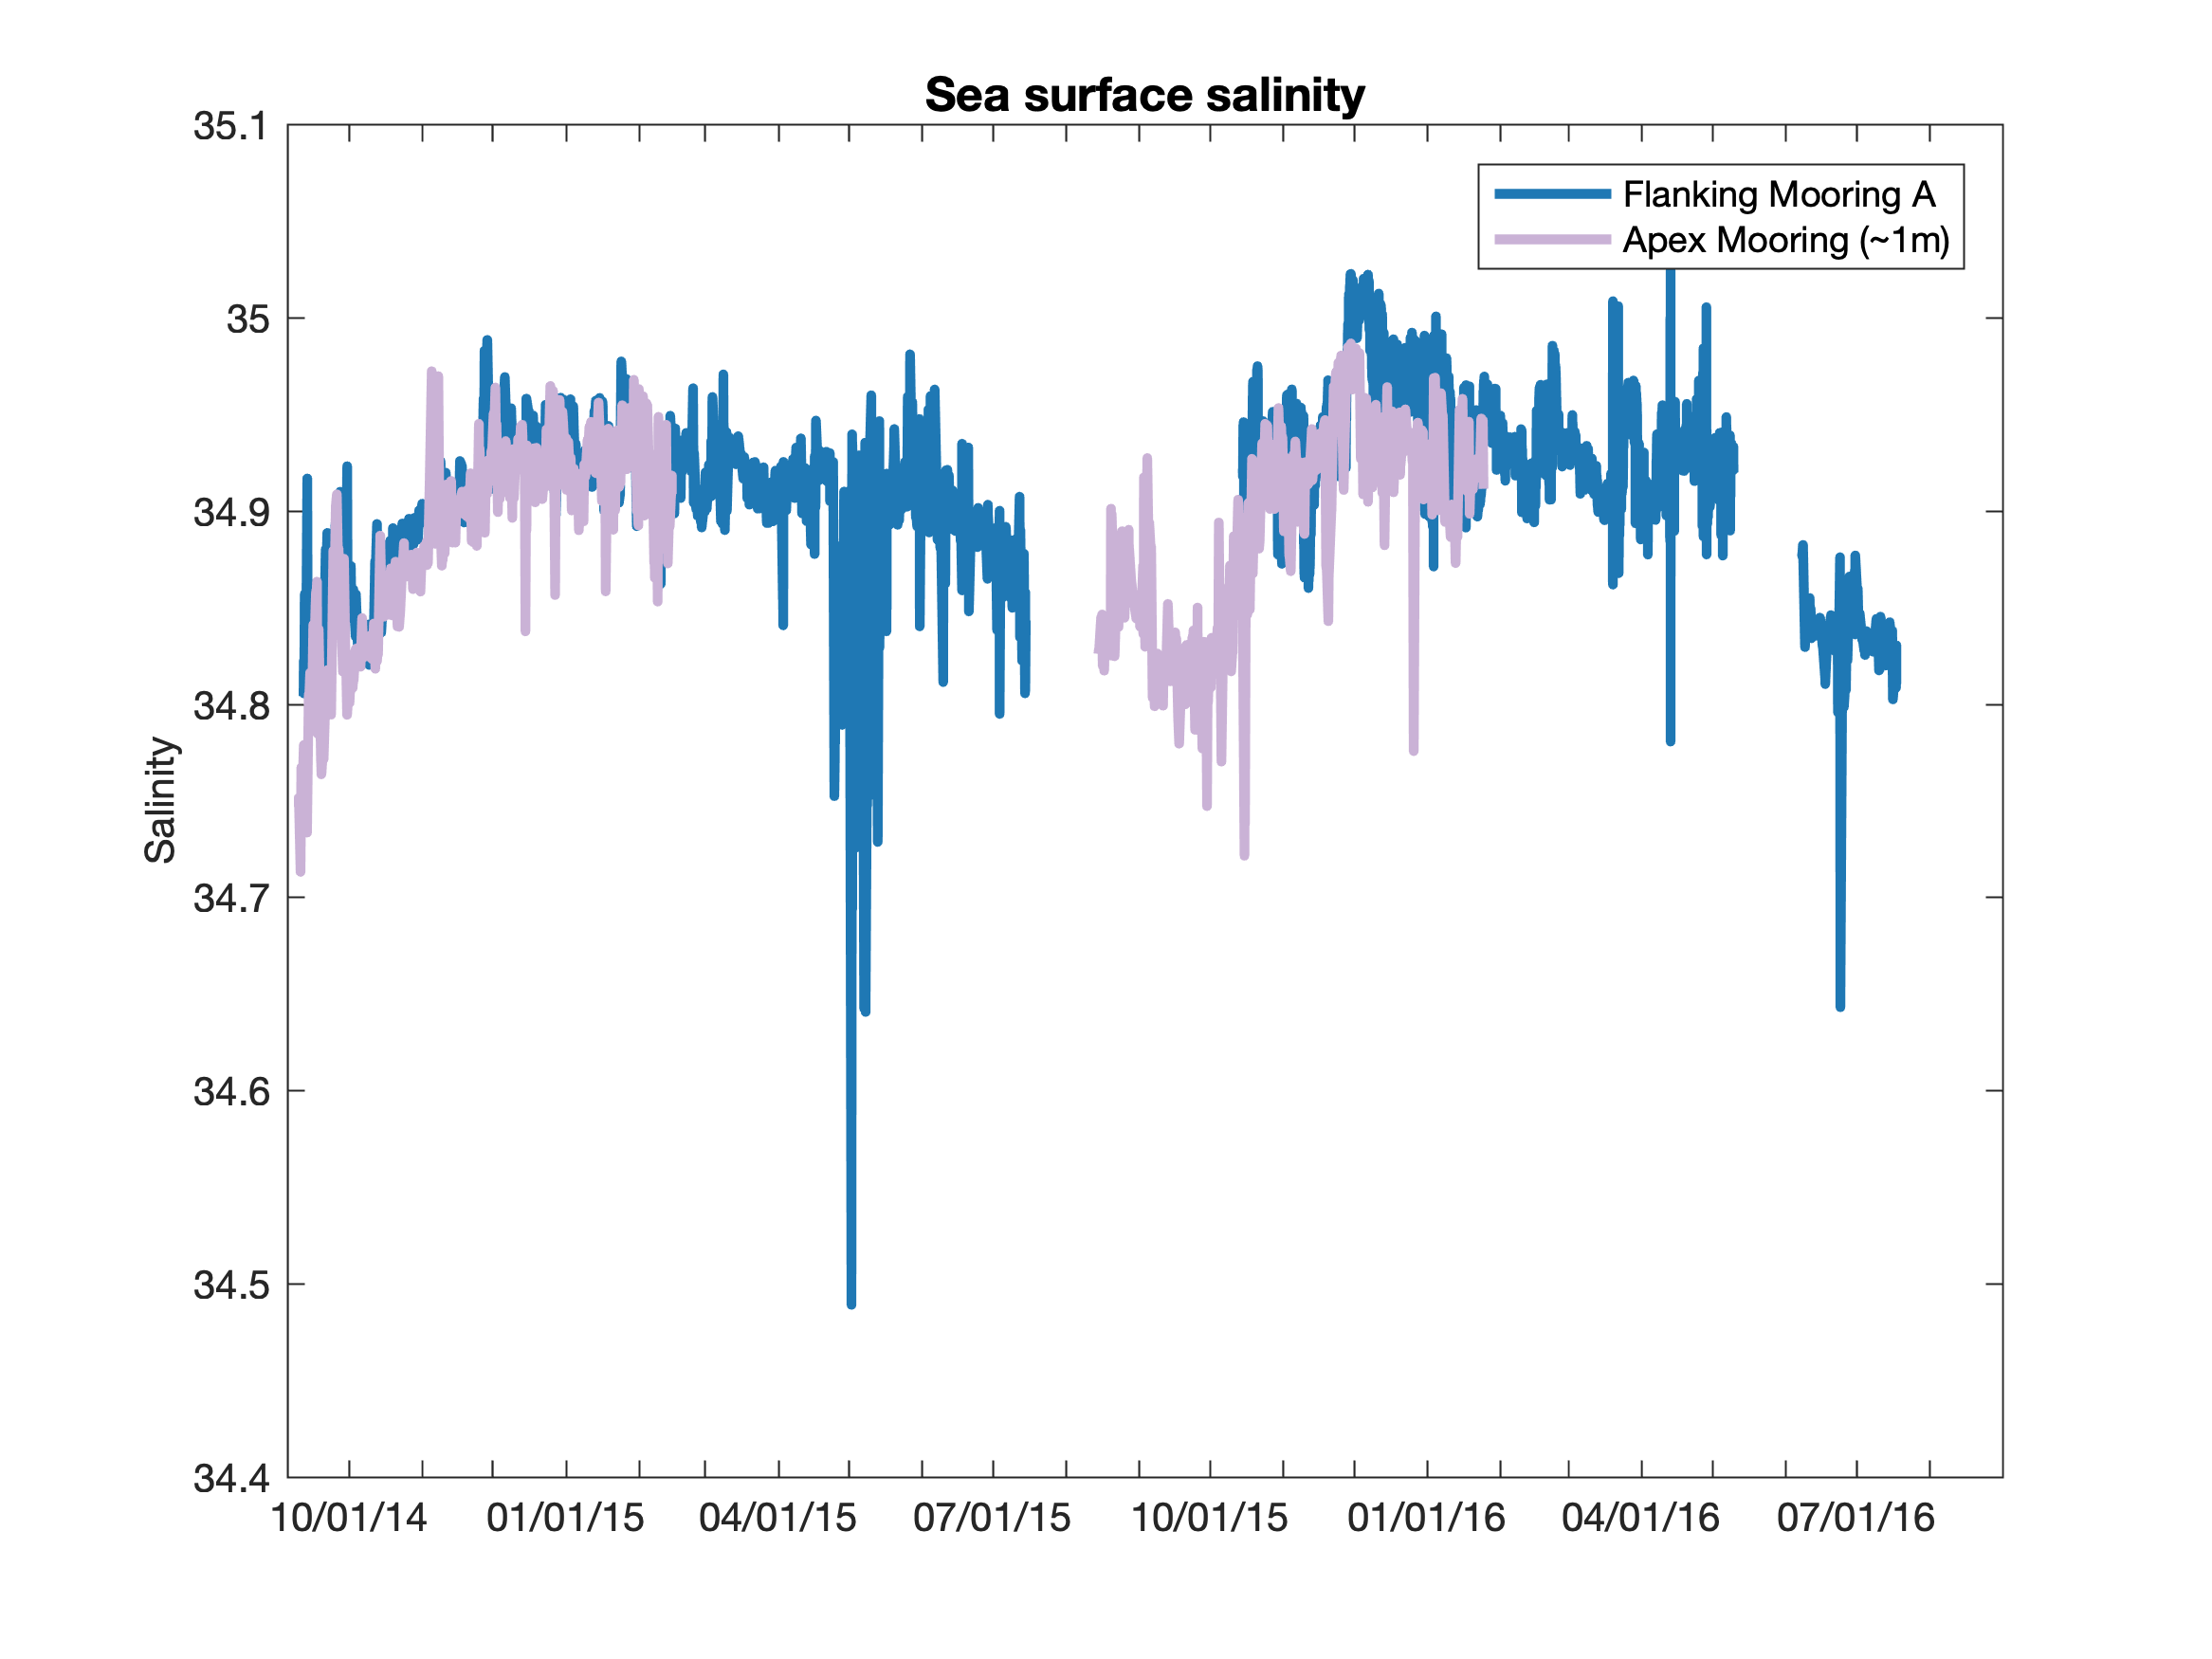 Sea surface salinity
35.1
35
34.9
34.8
34.7
34.6
34.5
34.4
Salinity
Flanking Mooring A
Apex Mooring (~1m)
10/01/14 01/01/15 04/01/15 07/01/15 10/01/15 01/01/16 04/01/16 07/01/16